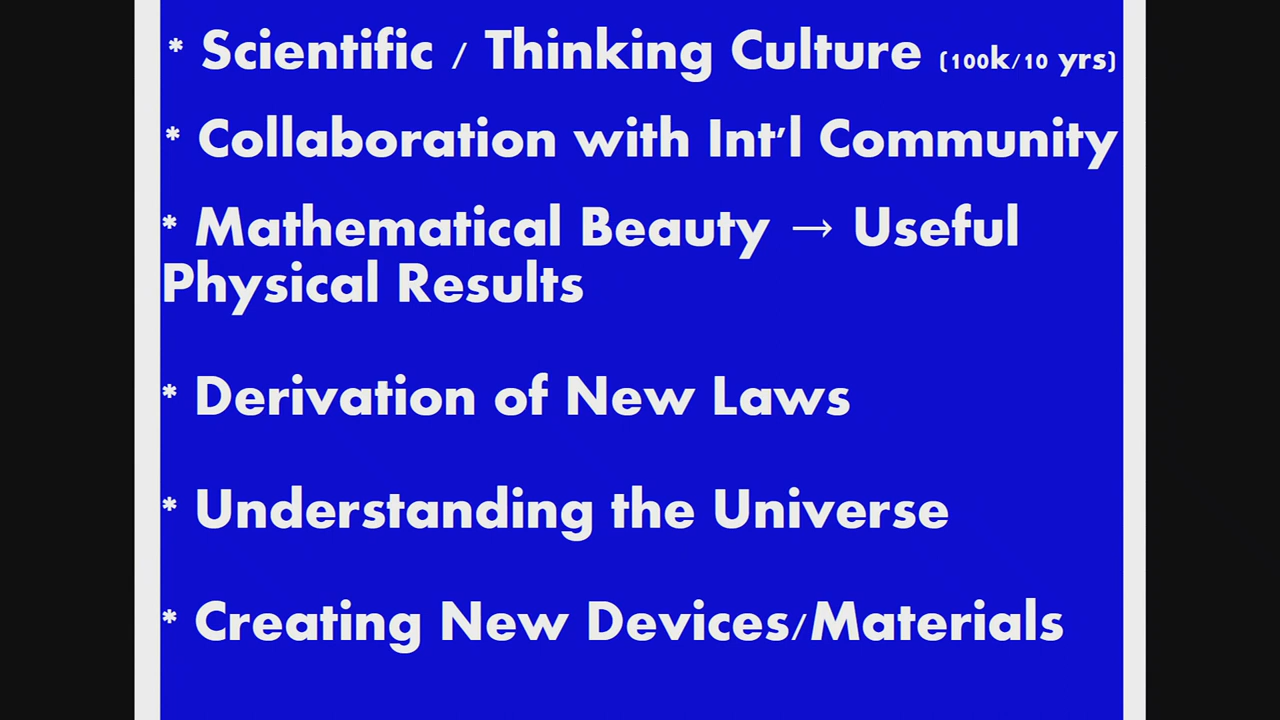 * Scientific / Thinking Culture (100k/10 yrs)
* Collaboration with Int'l Community
* Mathematical Beauty → Useful
Physical Results
* Derivation of New Laws
* Understanding the Universe
* Creating New Devices/Materials